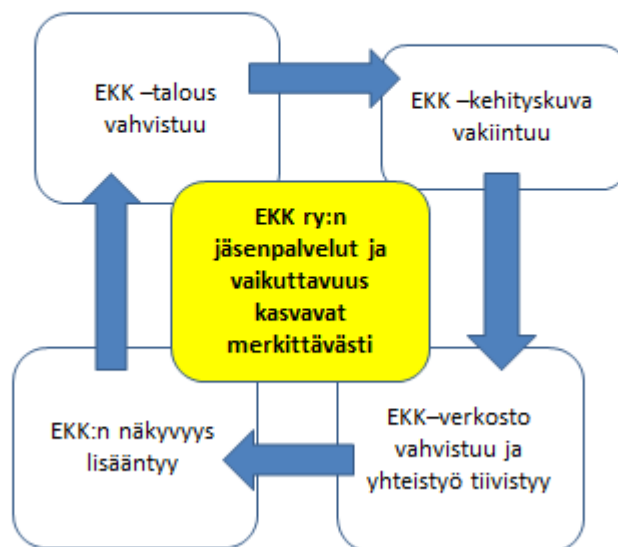 EKK –talous
vahvistuu
EKK –kehityskuva
vakiintuu
EKK ry:n
jäsenpalvelut ja
vaikuttavuus
kasvavat
merkittävästi
EKK:n näkyvyys
lisääntyy
EKK–verkosto
vahvistuu ja
yhteistyö tiivistyy